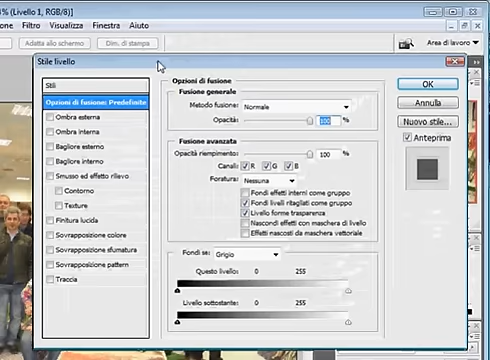 % (Livello 1, RGB/8)]
one Filtro Visualizza Finestra Aiuto
Adatta allo schermo Dim. di stampa Area di lavoro
Stile livello
Stili
Opzioni di fusione: Predefinite
Ombra esterna
Ombra interna
Bagliore esterno
Bagliore interno
Smusso ed effetto rilievo
Contorno
Texture
Finitura lucida
Sovrapposizione colore
Sovrapposizione sfumatura
Sovrapposizione pattern
Traccia
Opzioni di fusione
Fusione generale
Metodo fusione: Normale
Opacità: 100 %
Fusione avanzata
Opacità riempimento: 100 %
Canali: R G B
Foratura: Nessuna
Fondi effetti interni come gruppo
Fondi livelli ritagliati come gruppo
Livello forme trasparenza
Nascondi effetti con maschera di livello
Effetti nascosti da maschera vettoriale
Fondi se: Grigio
Questo livello: 0 255
Livello sottostante: 0 255
OK
Annulla
Nuovo stile...
Anteprima